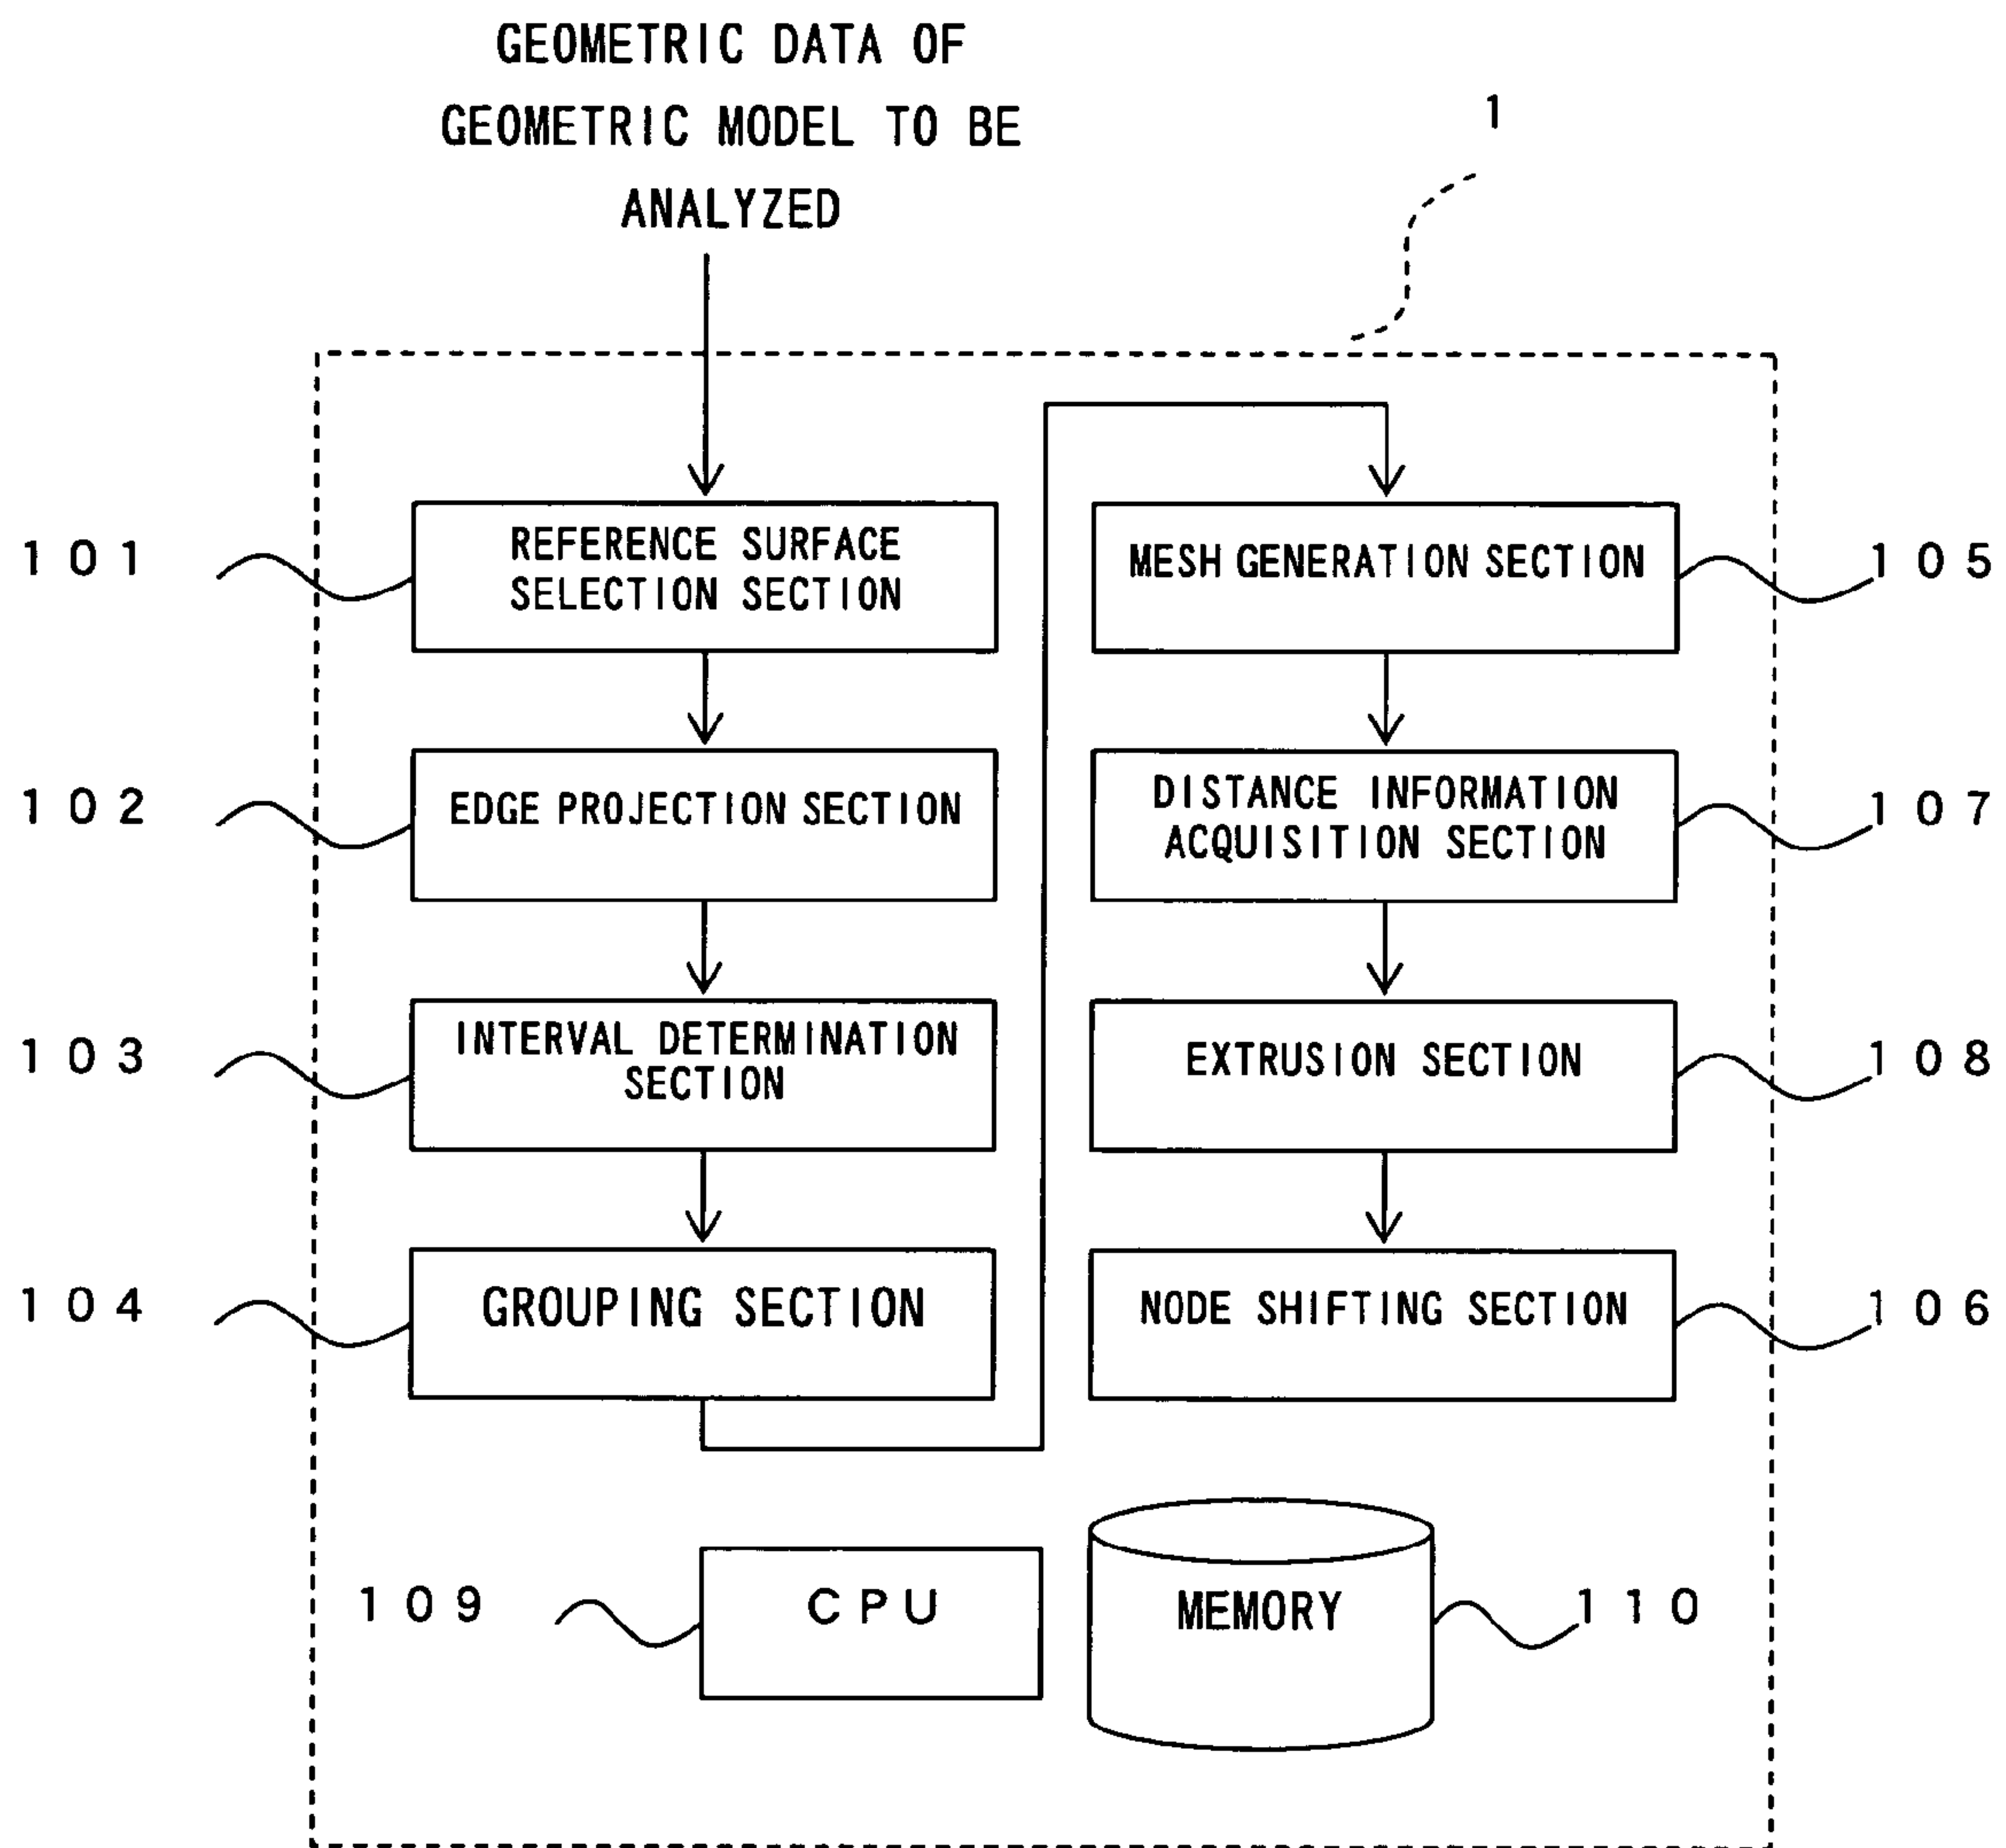 GEOMETRIC DATA OF
GEOMETRIC MODEL TO BE
ANALYZED
1
101
REFERENCE SURFACE
SELECTION SECTION
102
EDGE PROJECTION SECTION
103
INTERVAL DETERMINATION
SECTION
104
GROUPING SECTION
MESH GENERATION SECTION
105
DISTANCE INFORMATION
ACQUISITION SECTION
107
EXTRUSION SECTION
108
NODE SHIFTING SECTION
106
109
CPU
MEMORY
110